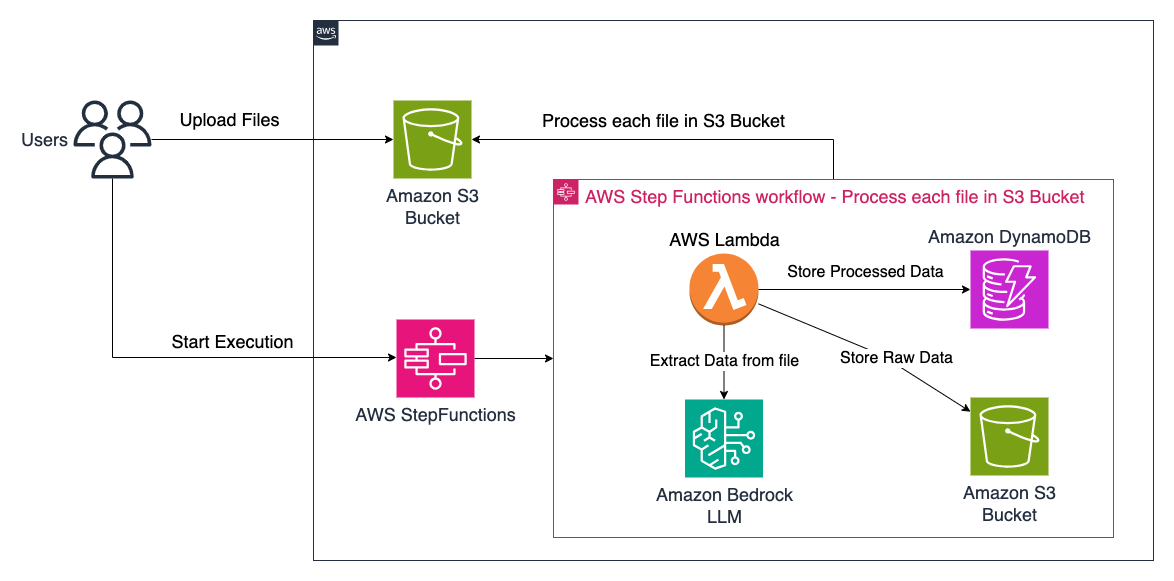 aws
Users
Upload Files
Amazon S3
Bucket
Process each file in S3 Bucket
AWS Step Functions workflow - Process each file in S3 Bucket
AWS Lambda
Amazon DynamoDB
Store Processed Data
Start Execution
AWS StepFunctions
Extract Data from file
Store Raw Data
Amazon Bedrock
LLM
Amazon S3
Bucket